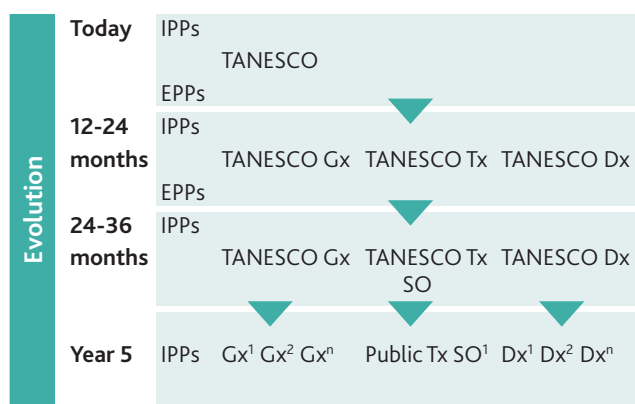 Evolution
Today IPPs
TANESCO
EPPs
12-24 IPPs
months
TANESCO Gx TANESCO Tx TANESCO Dx
EPPs
24-36 IPPs
months
TANESCO Gx TANESCO Tx TANESCO Dx
SO
Year 5 IPPs Gx¹ Gx² Gxⁿ Public Tx SO¹ Dx¹ Dx² Dxⁿ